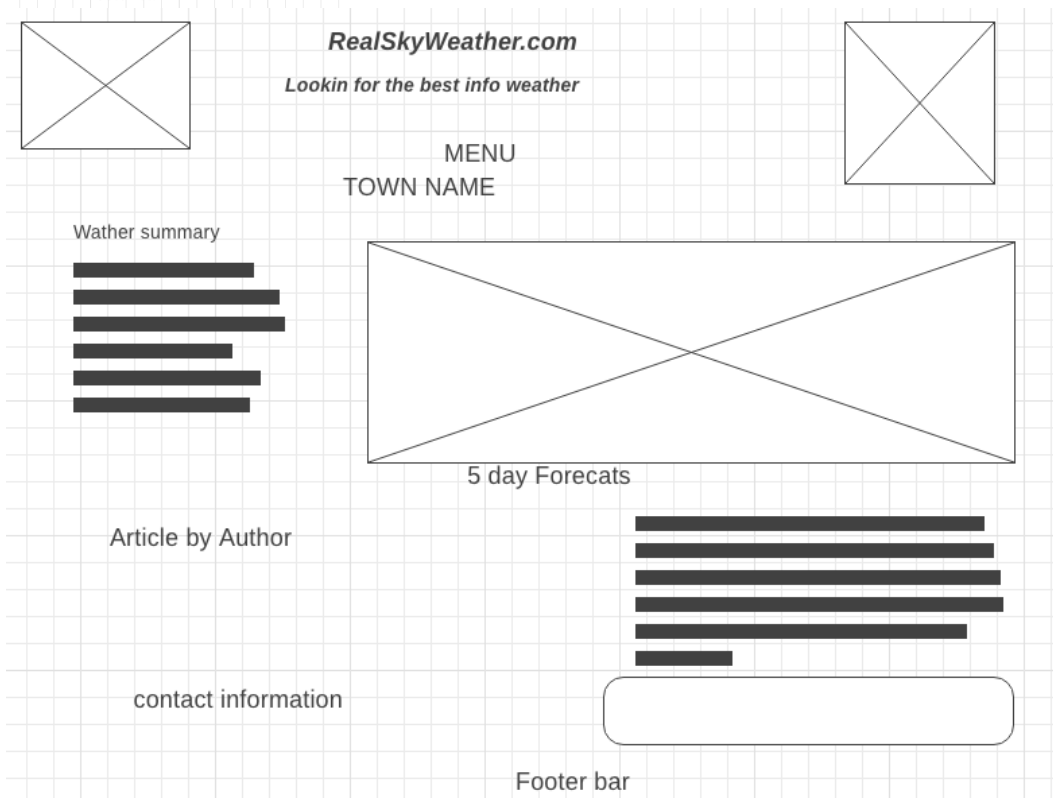 RealSkyWeather.com
Lookin for the best info weather
MENU
TOWN NAME
Wather summary
5 day Forecats
Article by Author
contact information
Footer bar